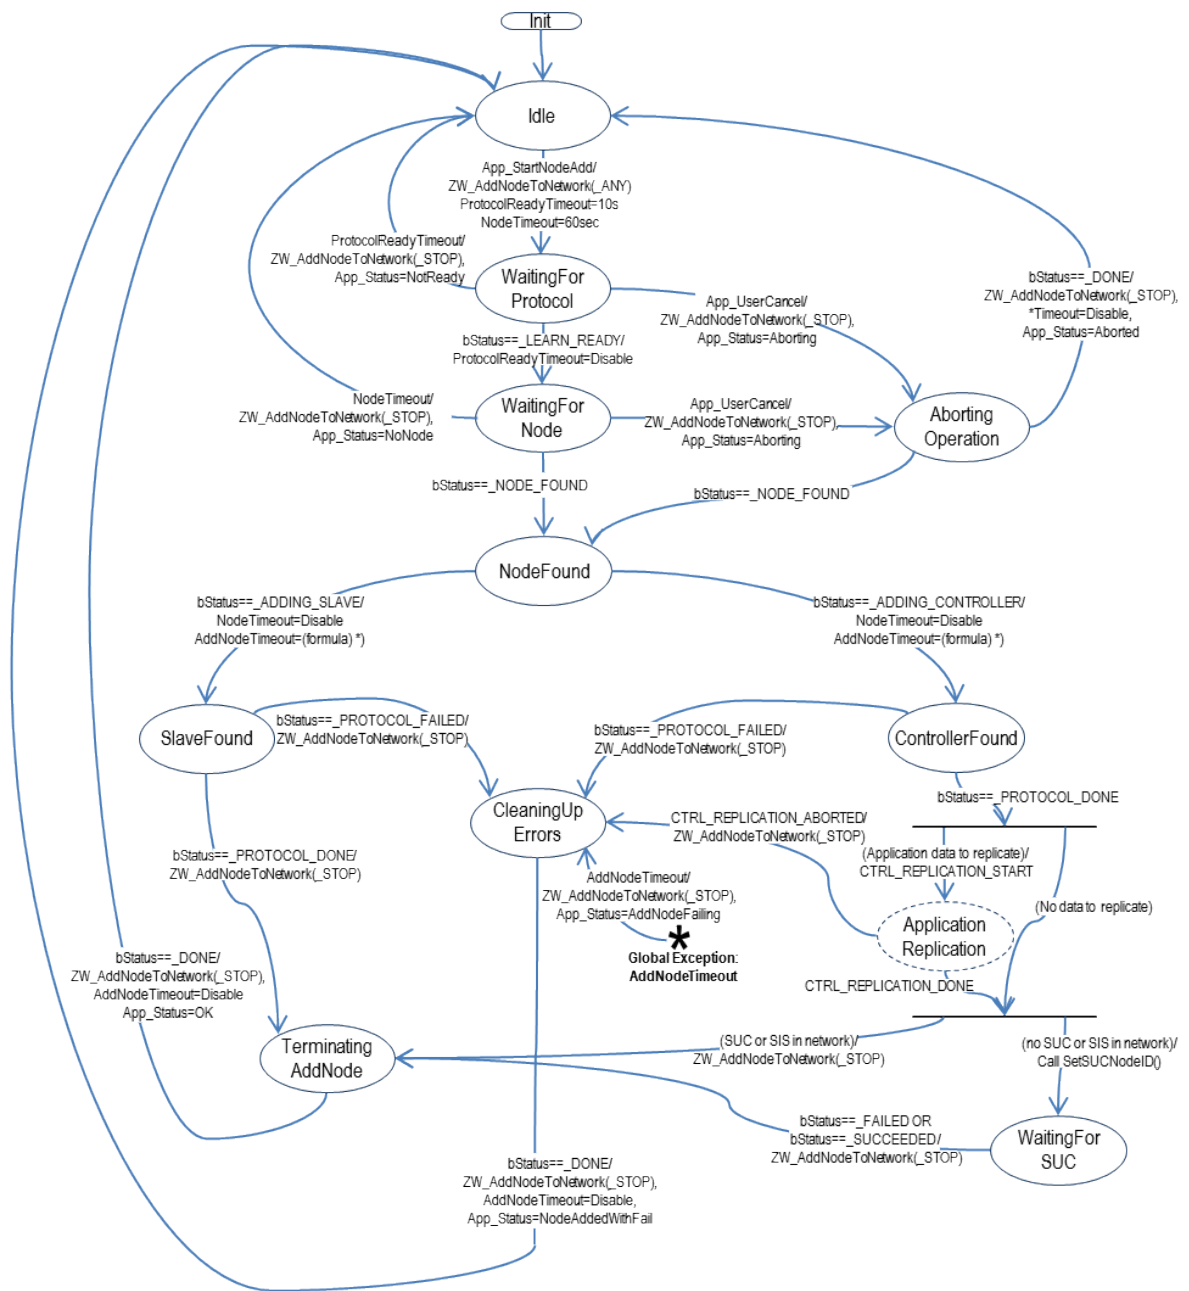 Init
Idle
App_StartNodeAdd/
ZW_AddNodeToNetwork(_ANY)
ProtocolReadyTimeout=10s
NodeTimeout=60sec
ProtocolReadyTimeout/
ZW_AddNodeToNetwork(_STOP),
App_Status=NotReady
WaitingFor
Protocol
App_UserCancel/
ZW_AddNodeToNetwork(_STOP),
App_Status=Aborting
bStatus==_DONE/
ZW_AddNodeToNetwork(_STOP),
*Timeout=Disable,
App_Status=Aborted
bStatus==_LEARN_READY/
ProtocolReadyTimeout=Disable
NodeTimeout/
ZW_AddNodeToNetwork(_STOP),
App_Status=NoNode
WaitingFor
Node
App_UserCancel/
ZW_AddNodeToNetwork(_STOP),
App_Status=Aborting
Aborting
Operation
bStatus==_NODE_FOUND
bStatus==_NODE_FOUND
NodeFound
bStatus==_ADDING_SLAVE/
NodeTimeout=Disable
AddNodeTimeout=(formula) *)
bStatus==_ADDING_CONTROLLER/
NodeTimeout=Disable
AddNodeTimeout=(formula) *)
SlaveFound
bStatus==_PROTOCOL_FAILED/
ZW_AddNodeToNetwork(_STOP)
bStatus==_PROTOCOL_FAILED/
ZW_AddNodeToNetwork(_STOP)
ControllerFound
CleaningUp
Errors
bStatus==_PROTOCOL_DONE
CTRL_REPLICATION_ABORTED/
ZW_AddNodeToNetwork(_STOP)
bStatus==_PROTOCOL_DONE/
ZW_AddNodeToNetwork(_STOP)
(Application data to replicate)/
CTRL_REPLICATION_START
AddNodeTimeout/
ZW_AddNodeToNetwork(_STOP),
App_Status=AddNodeFailing
*
Global Exception:
AddNodeTimeout
Application
Replication
(No data to replicate)
bStatus==_DONE/
ZW_AddNodeToNetwork(_STOP),
AddNodeTimeout=Disable
App_Status=OK
CTRL_REPLICATION_DONE
Terminating
AddNode
(SUC or SIS in network)/
ZW_AddNodeToNetwork(_STOP)
(no SUC or SIS in network)/
Call SetSUCNodeID()
bStatus==_FAILED OR
bStatus==_SUCCEEDED/
ZW_AddNodeToNetwork(_STOP)
WaitingFor
SUC
bStatus==_DONE/
ZW_AddNodeToNetwork(_STOP),
AddNodeTimeout=Disable,
App_Status=NodeAddedWithFail